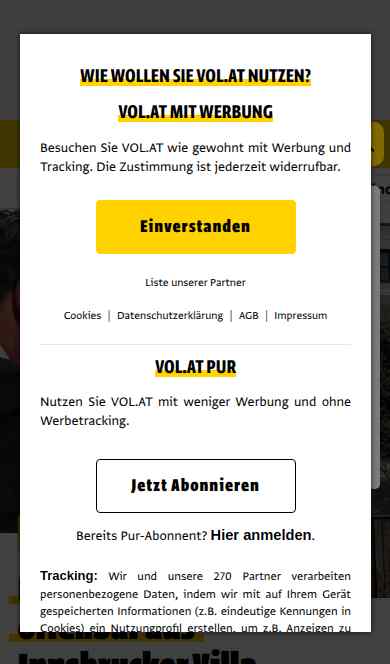 WIE WOLLEN SIE VOL.AT NUTZEN?
VOL.AT MIT WERBUNG
Besuchen Sie VOL.AT wie gewohnt mit Werbung und
Tracking. Die Zustimmung ist jederzeit widerrufbar.
Einverstanden
Liste unserer Partner
Cookies | Datenschutzerklärung | AGB | Impressum
VOL.AT PUR
Nutzen Sie VOL.AT mit weniger Werbung und ohne
Werbetracking.
Jetzt Abonnieren
Bereits Pur-Abonnent? Hier anmelden.
Tracking: Wir und unsere 270 Partner verarbeiten
personenbezogene Daten, indem wir mit auf Ihrem Gerät
gespeicherten Informationen (z.B. eindeutige Kennungen in
Cookies) ein Nutzungprofil erstellen, um z.B. Anzeigen zu
Innsbrucker Villa